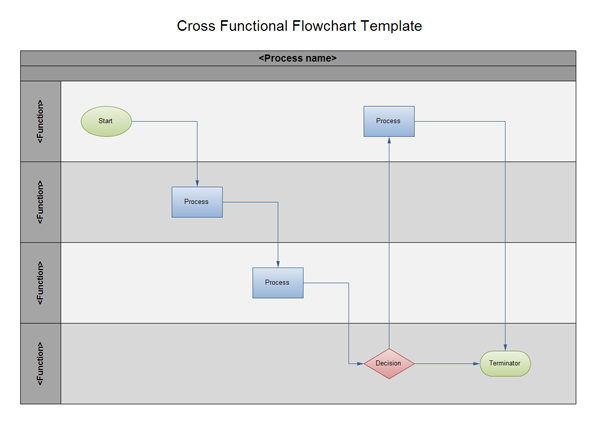 Cross Functional Flowchart Template
<Process name>
<Function>
Start
Process
<Function>
Process
<Function>
Process
<Function>
Decision
Terminator